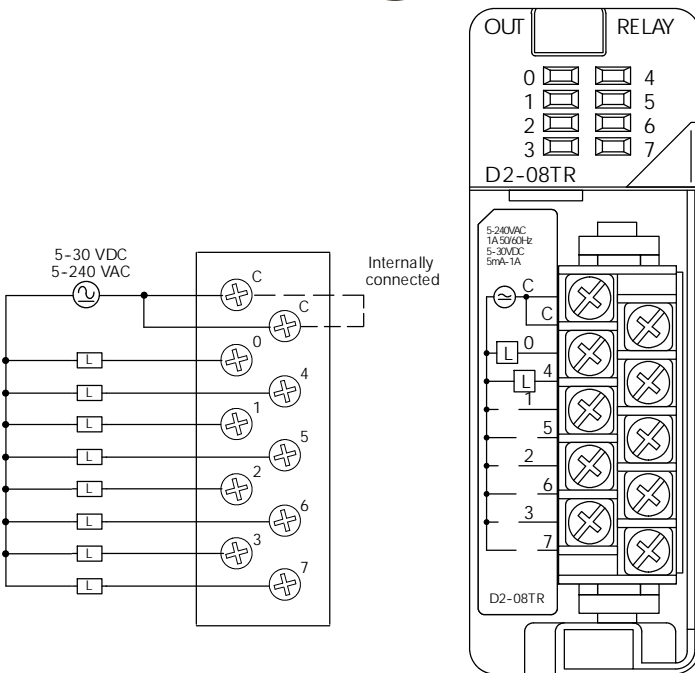 5-30 VDC
5-240 VAC
C
C
Internally
connected
L
0
L
4
L
1
L
5
L
2
L
6
L
3
L
7
OUT
RELAY
0
4
1
5
2
6
3
7
D2-08TR
5-240VAC
1A 50/60Hz
5-30VDC
5mA-1A
C
C
L
0
L
4
1
5
2
6
3
7
D2-08TR